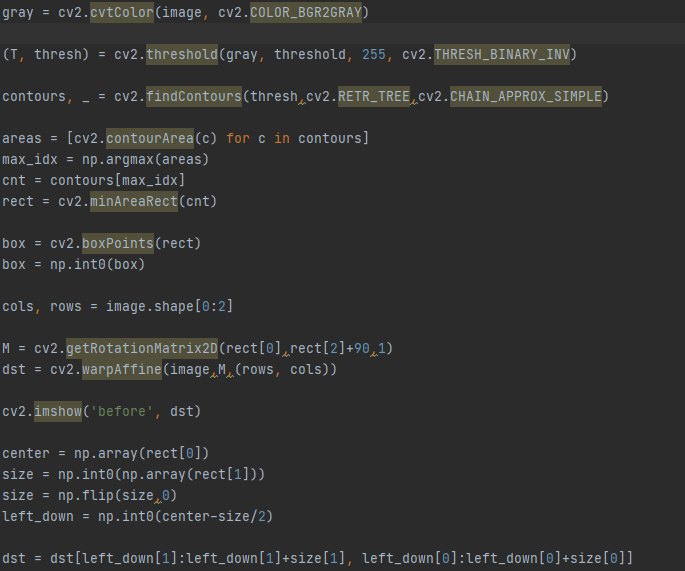 gray = cv2.cvtColor(image, cv2.COLOR_BGR2GRAY)
(T, thresh) = cv2.threshold(gray, threshold, 255, cv2.THRESH_BINARY_INV)
contours, _ = cv2.findContours(thresh,cv2.RETR_TREE,cv2.CHAIN_APPROX_SIMPLE)
areas = [cv2.contourArea(c) for c in contours]
max_idx = np.argmax(areas)
cnt = contours[max_idx]
rect = cv2.minAreaRect(cnt)
box = cv2.boxPoints(rect)
box = np.int0(box)
cols, rows = image.shape[0:2]
M = cv2.getRotationMatrix2D(rect[0],rect[2]+90,1)
dst = cv2.warpAffine(image,M,(rows, cols))
cv2.imshow('before', dst)
center = np.array(rect[0])
size = np.int0(np.array(rect[1]))
size = np.flip(size,0)
left_down = np.int0(center-size/2)
dst = dst[left_down[1]:left_down[1]+size[1], left_down[0]:left_down[0]+size[0]]